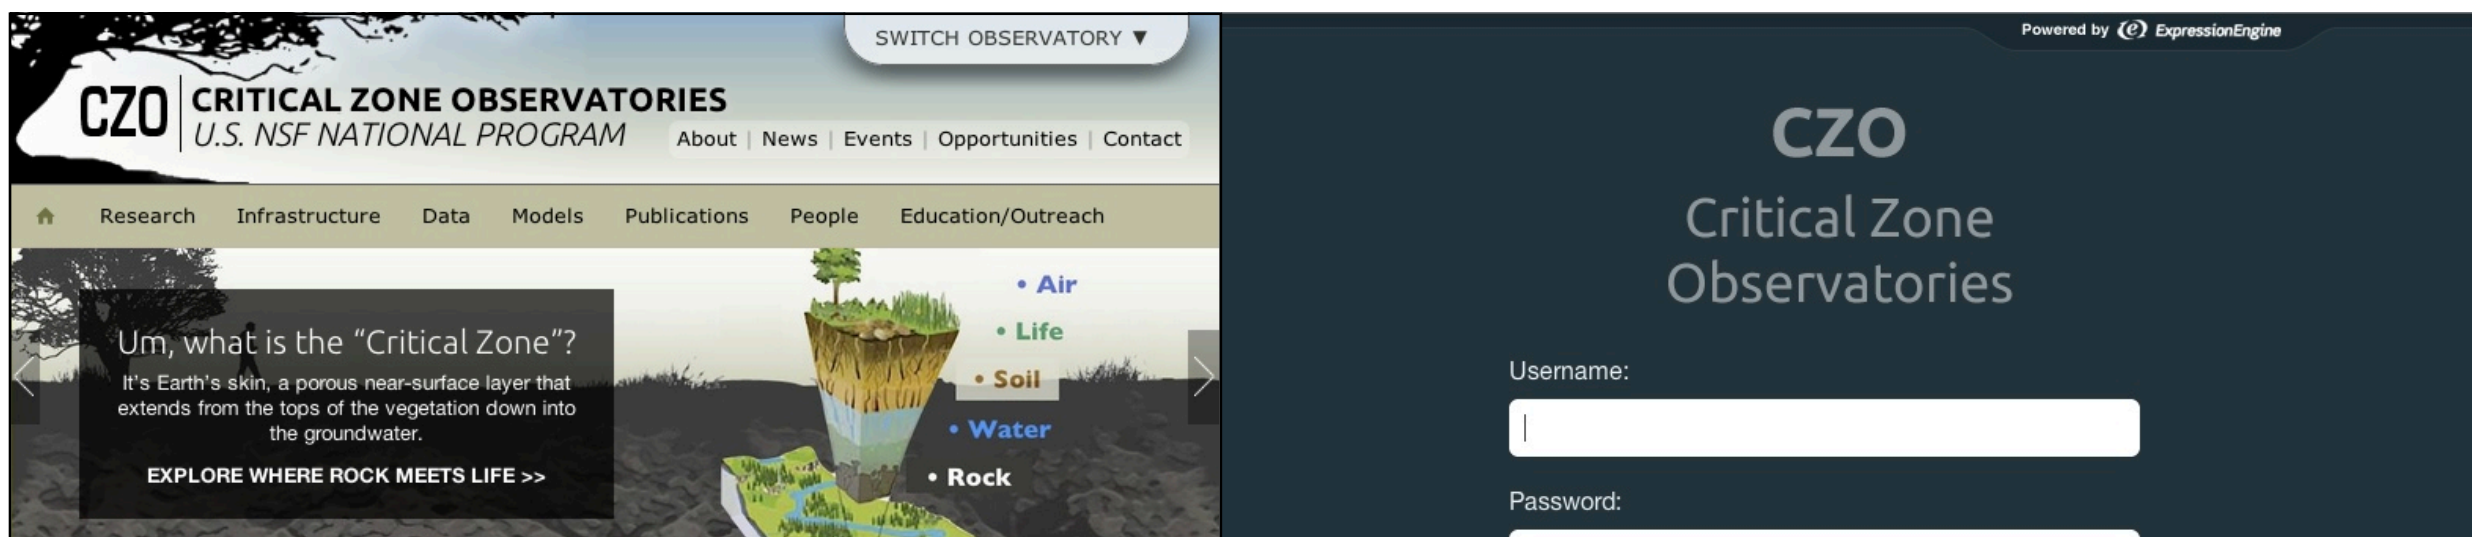 SWITCH OBSERVATORY ▼
CZO
CRITICAL ZONE OBSERVATORIES
U.S. NSF NATIONAL PROGRAM
About | News | Events | Opportunities | Contact
Research Infrastructure Data Models Publications People Education/Outreach
Um, what is the “Critical Zone”?
It’s Earth’s skin, a porous near-surface layer that
extends from the tops of the vegetation down into
the groundwater.
EXPLORE WHERE ROCK MEETS LIFE >>
• Air
• Life
• Soil
• Water
• Rock
Powered by ExpressionEngine
CZO
Critical Zone
Observatories
Username:
Password: